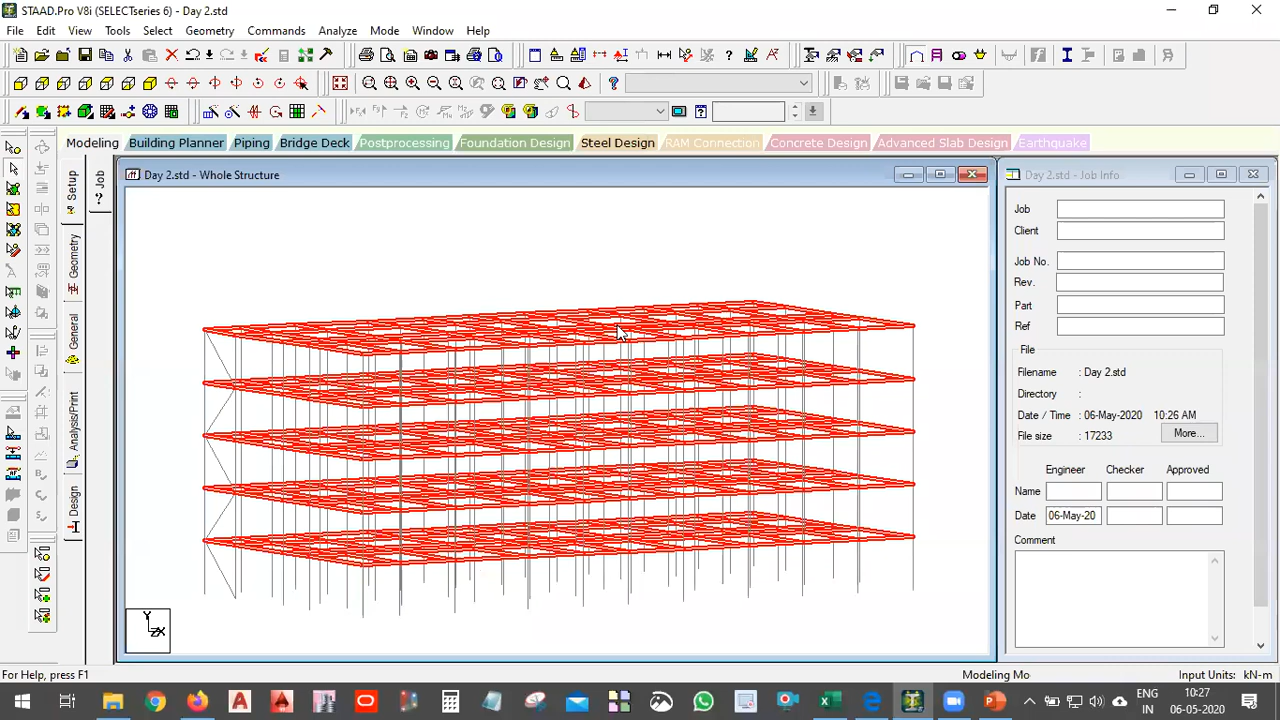 STAAD.Pro V8i (SELECTseries 6) - Day 2.std
File Edit View Tools Select Geometry Commands Analyze Mode Window Help
Modeling Building Planner Piping Bridge Deck Postprocessing Foundation Design Steel Design RAM Connection Concrete Design Advanced Slab Design Earthquake
Setup
Geometry
General
Analysis/Print
Design
Job
Day 2.std - Whole Structure
Y
ZX
Day 2.std - Job Info
Job
Client
Job No.
Rev.
Part
Ref
File
Filename : Day 2.std
Directory :
Date / Time : 06-May-2020 10:26 AM
File size : 17233 More...
Engineer Checker Approved
Name
Date 06-May-20
Comment
For Help, press F1
Modeling Mo
Input Units: kN-m
ENG
IN
10:27
06-05-2020